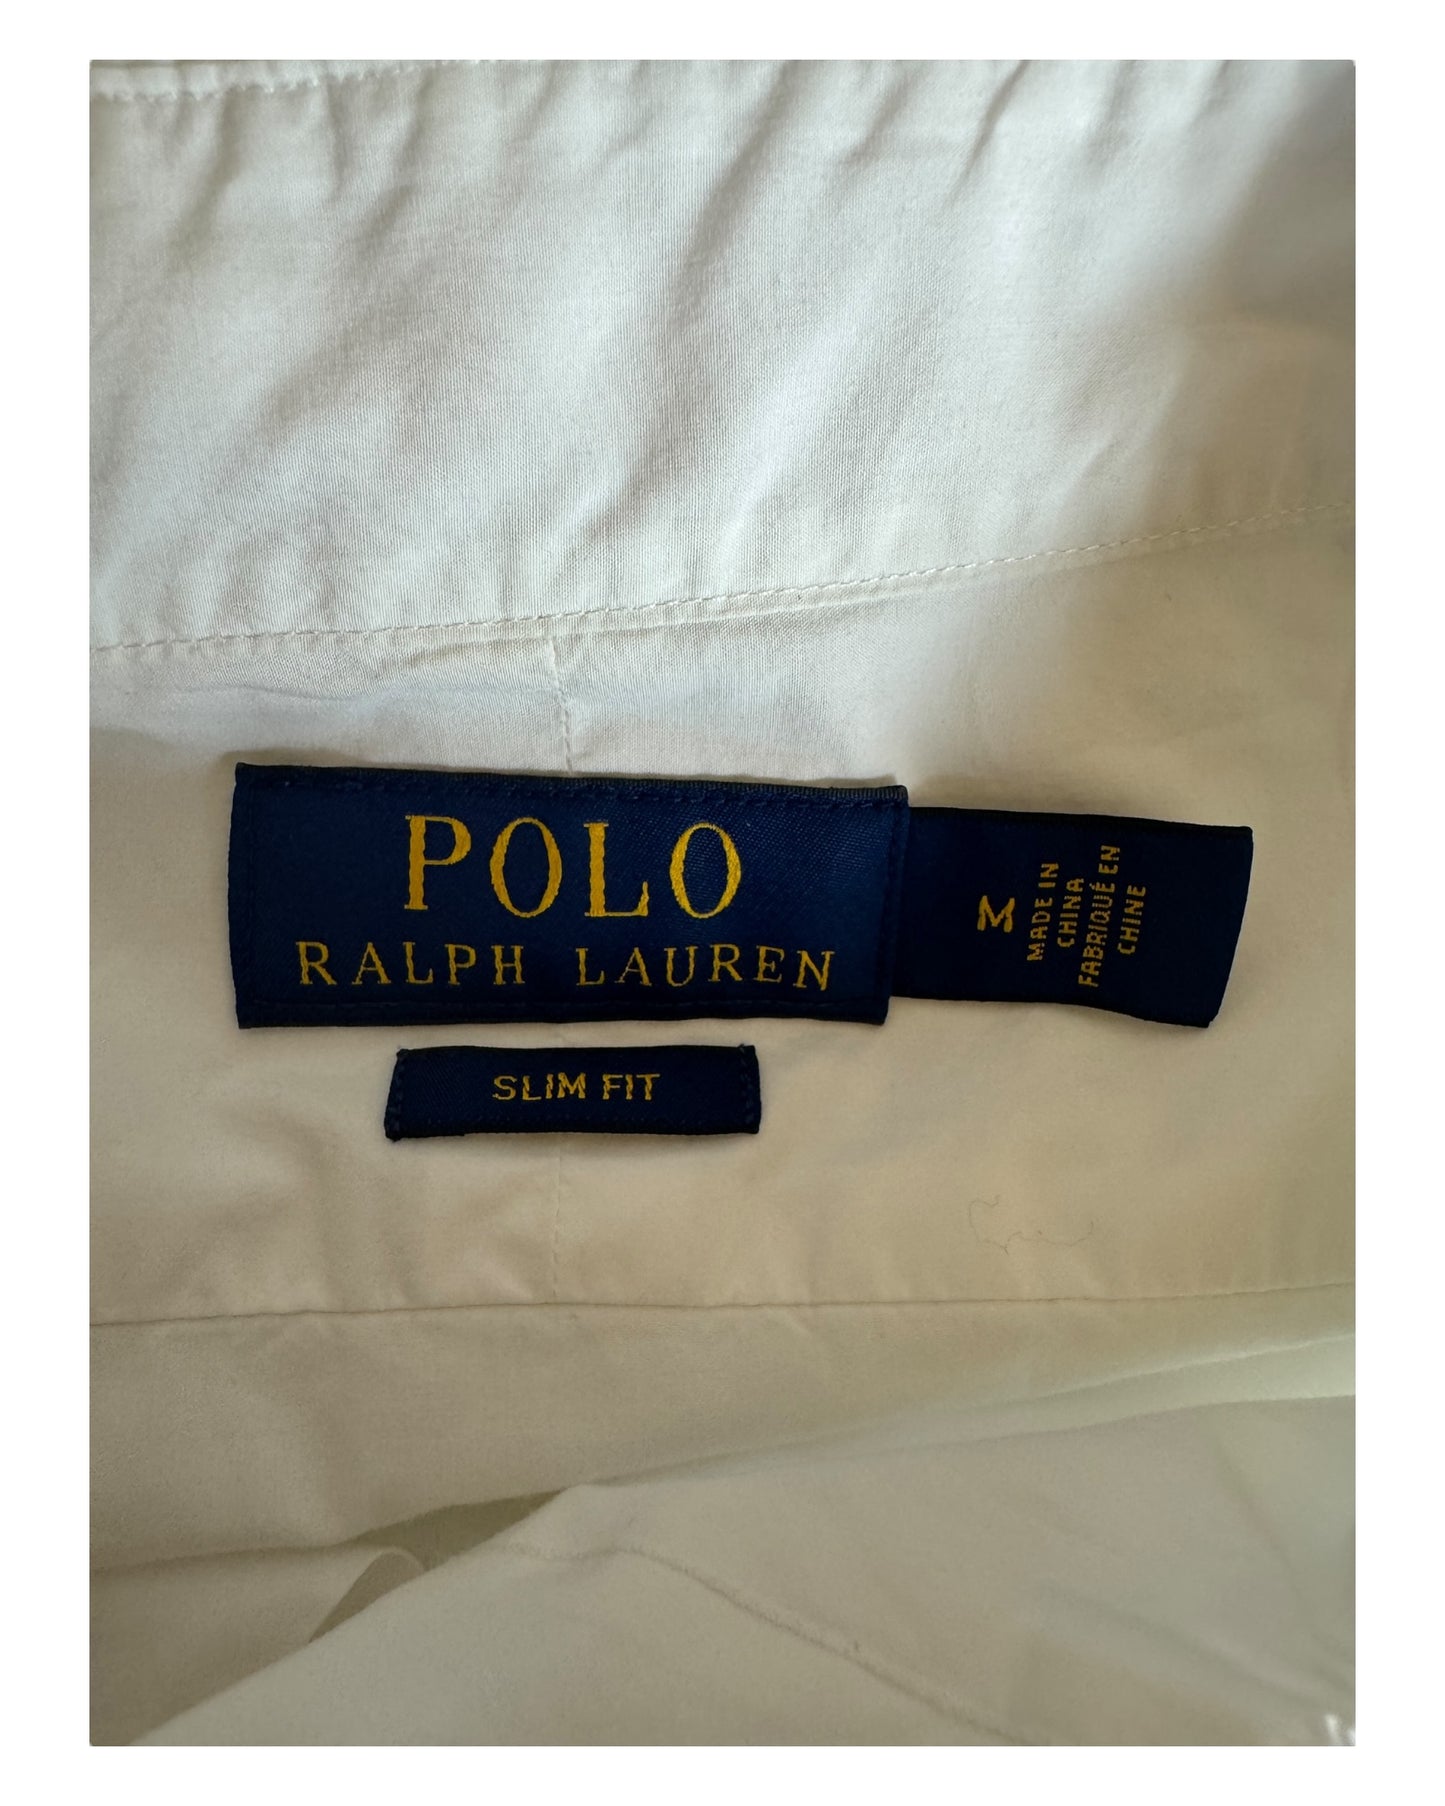 POLO
RALPH LAUREN
SLIM FIT
M
MADE IN
CHINA
FABRIQUÉ EN
CHINE